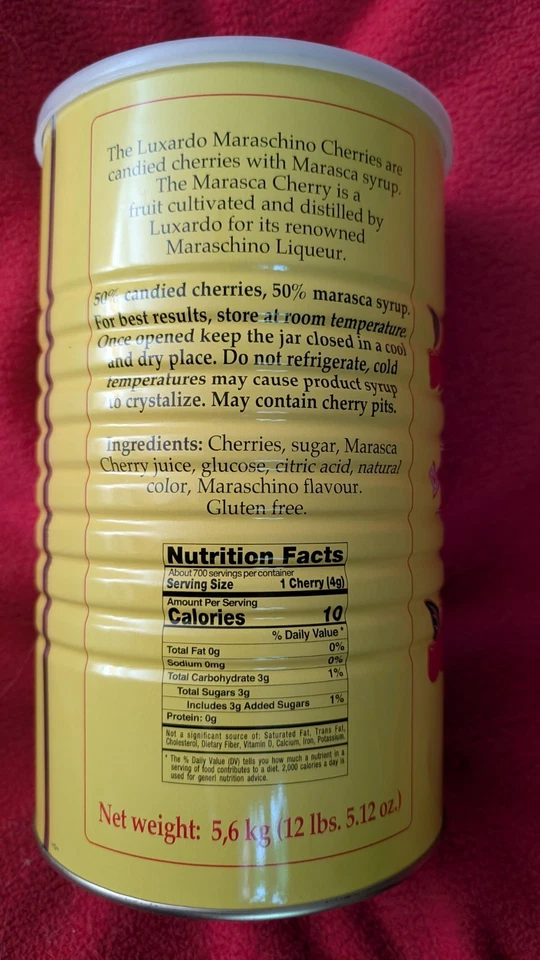 The Luxardo Maraschino Cherries are
candied cherries with Marasca syrup.
The Marasca Cherry is a
fruit cultivated and distilled by
Luxardo for its renowned
Maraschino Liqueur.
50% candied cherries, 50% marasca syrup.
For best results, store at room temperature.
Once opened keep the jar closed in a cool
and dry place. Do not refrigerate, cold
temperatures may cause product syrup
to crystalize. May contain cherry pits.
Ingredients: Cherries, sugar, Marasca
Cherry juice, glucose, citric acid, natural
color, Maraschino flavour.
Gluten free.
Nutrition Facts
About 700 servings per container
Serving Size 1 Cherry (4g)
Amount Per Serving
Calories 10
% Daily Value *
Total Fat 0g 0%
Sodium 0mg 0%
Total Carbohydrate 3g 1%
Total Sugars 3g
Includes 3g Added Sugars 1%
Protein: 0g
Not a significant source of: Saturated Fat, Trans Fat,
Cholesterol, Dietary Fiber, Vitamin D, Calcium, Iron, Potassium.
* The % Daily Value (DV) tells you how much a nutrient in a
serving of food contributes to a diet. 2,000 calories a day is
used for generl nutrition advice.
Net weight: 5,6 kg (12 lbs. 5.12 oz.)